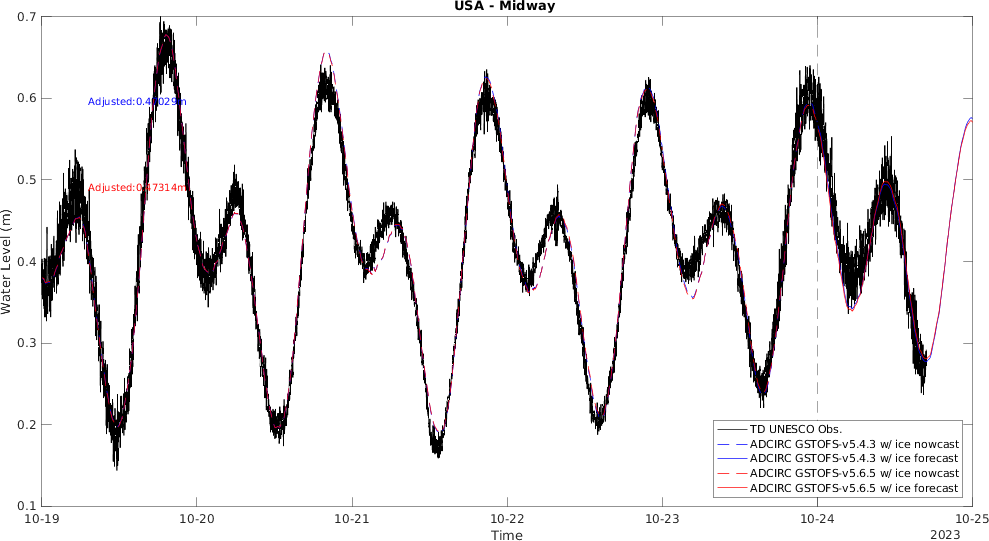 USA - Midway
Water Level (m)
0.7
0.6
0.5
0.4
0.3
0.2
0.1
Adjusted:0.47314m
TD UNESCO Obs.
ADCIRC GSTOFS-v5.4.3 w/ ice nowcast
ADCIRC GSTOFS-v5.4.3 w/ ice forecast
ADCIRC GSTOFS-v5.6.5 w/ ice nowcast
ADCIRC GSTOFS-v5.6.5 w/ ice forecast
10-19
10-20
10-21
10-22
10-23
10-24
10-25
Time
2023